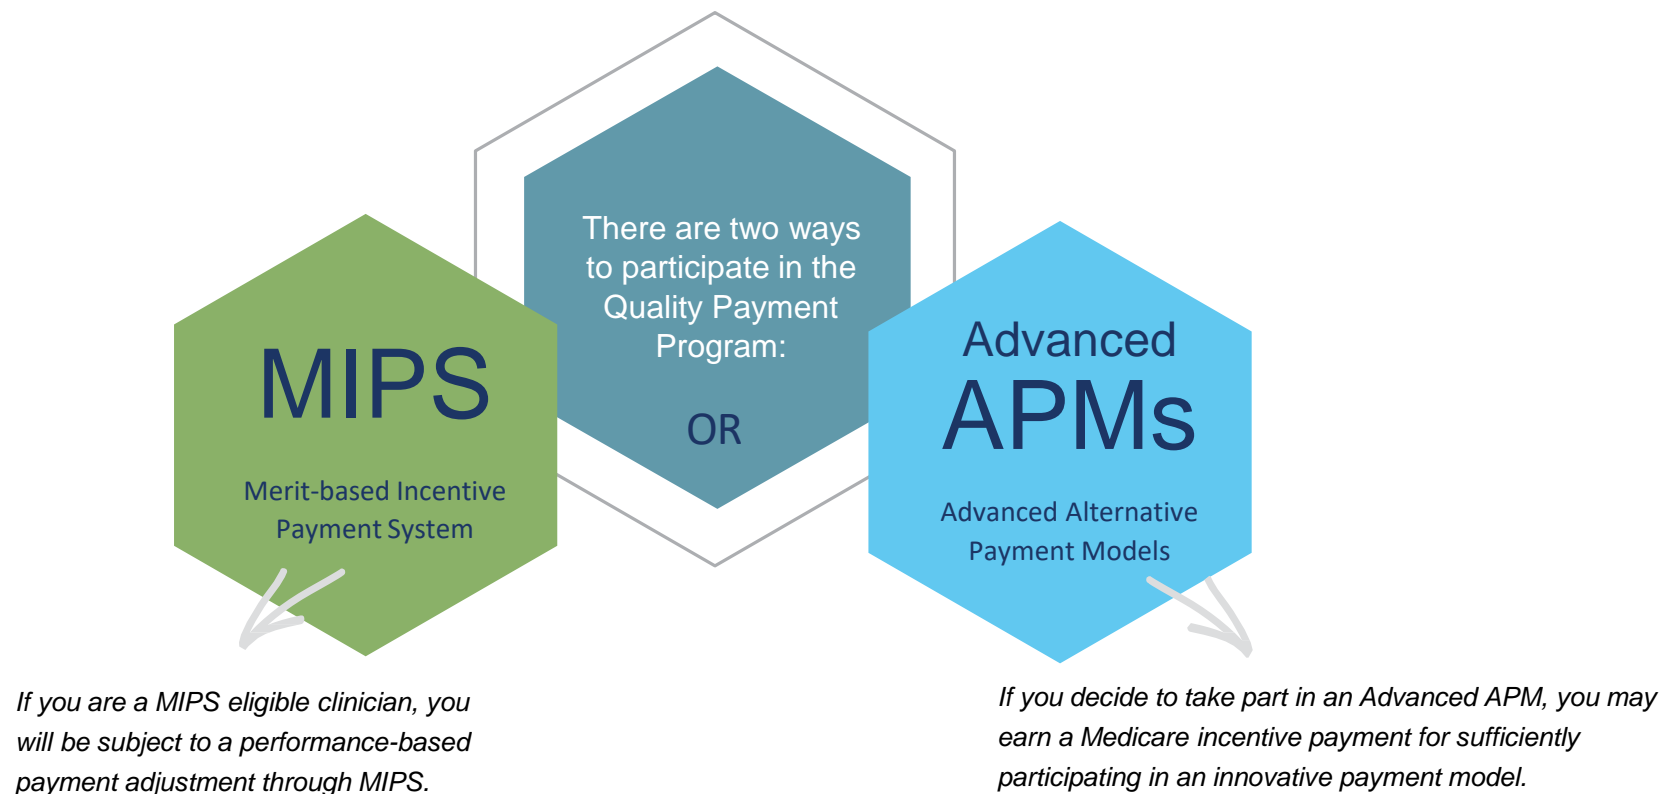 There are two ways
to participate in the
Quality Payment
Program:
OR
MIPS
Merit-based Incentive
Payment System
Advanced
APMs
Advanced Alternative
Payment Models
If you are a MIPS eligible clinician, you
will be subject to a performance-based
payment adjustment through MIPS.
If you decide to take part in an Advanced APM, you may
earn a Medicare incentive payment for sufficiently
participating in an innovative payment model.